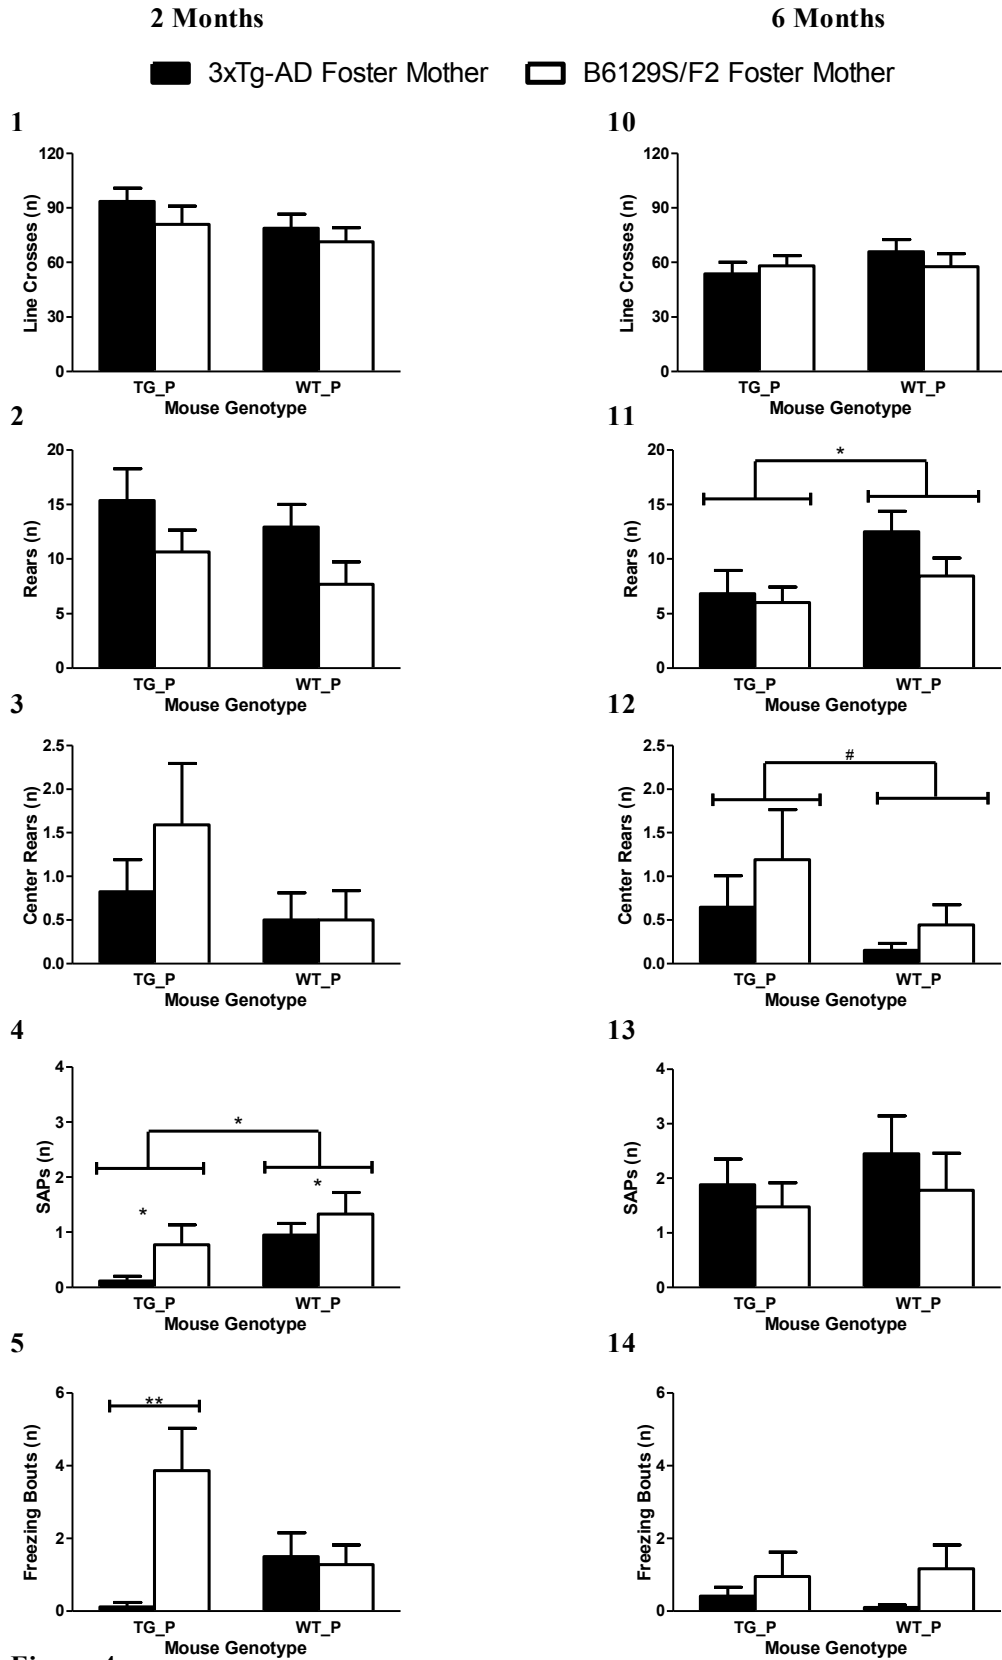 2 Months 6 Months
3xTg-AD Foster Mother B6129S/F2 Foster Mother
1
120
90
60
30
0
Line Crosses (n)
TG_P WT_P
Mouse Genotype
10
120
90
60
30
0
Line Crosses (n)
TG_P WT_P
Mouse Genotype
2
20
15
10
5
0
Rears (n)
TG_P WT_P
Mouse Genotype
11
20
15
10
5
0
Rears (n)
*
TG_P WT_P
Mouse Genotype
3
2.5
2.0
1.5
1.0
0.5
0.0
Center Rears (n)
TG_P WT_P
Mouse Genotype
12
2.5
2.0
1.5
1.0
0.5
0.0
Center Rears (n)
#
TG_P WT_P
Mouse Genotype
4
4
3
2
1
0
SAPs (n)
*
*
*
TG_P WT_P
Mouse Genotype
13
4
3
2
1
0
SAPs (n)
TG_P WT_P
Mouse Genotype
5
6
4
2
0
Freezing Bouts (n)
**
TG_P WT_P
Mouse Genotype
14
6
4
2
0
Freezing Bouts (n)
TG_P WT_P
Mouse Genotype